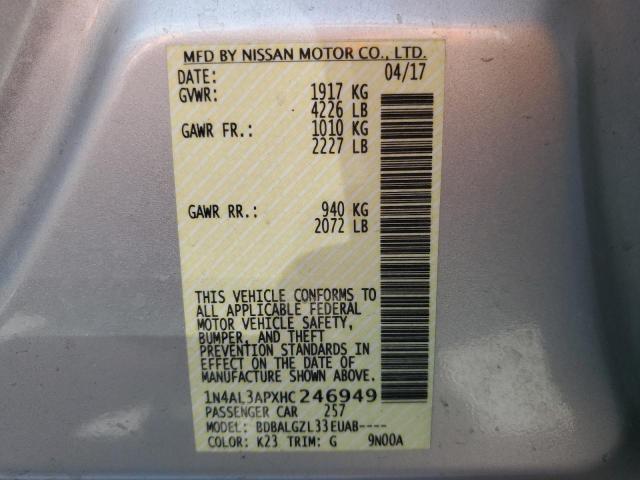 MFD BY NISSAN MOTOR CO., LTD.
DATE: 04/17
GVWR: 1917 KG
4226 LB
GAWR FR.: 1010 KG
2227 LB
GAWR RR.: 940 KG
2072 LB
THIS VEHICLE CONFORMS TO
ALL APPLICABLE FEDERAL
MOTOR VEHICLE SAFETY,
BUMPER, AND THEFT
PREVENTION STANDARDS IN
EFFECT ON THE DATE OF
MANUFACTURE SHOWN ABOVE.
1N4AL3APXHC246949
PASSENGER CAR 257
MODEL: BDBALGZL33EUAB----
COLOR: K23 TRIM: G 9N00A